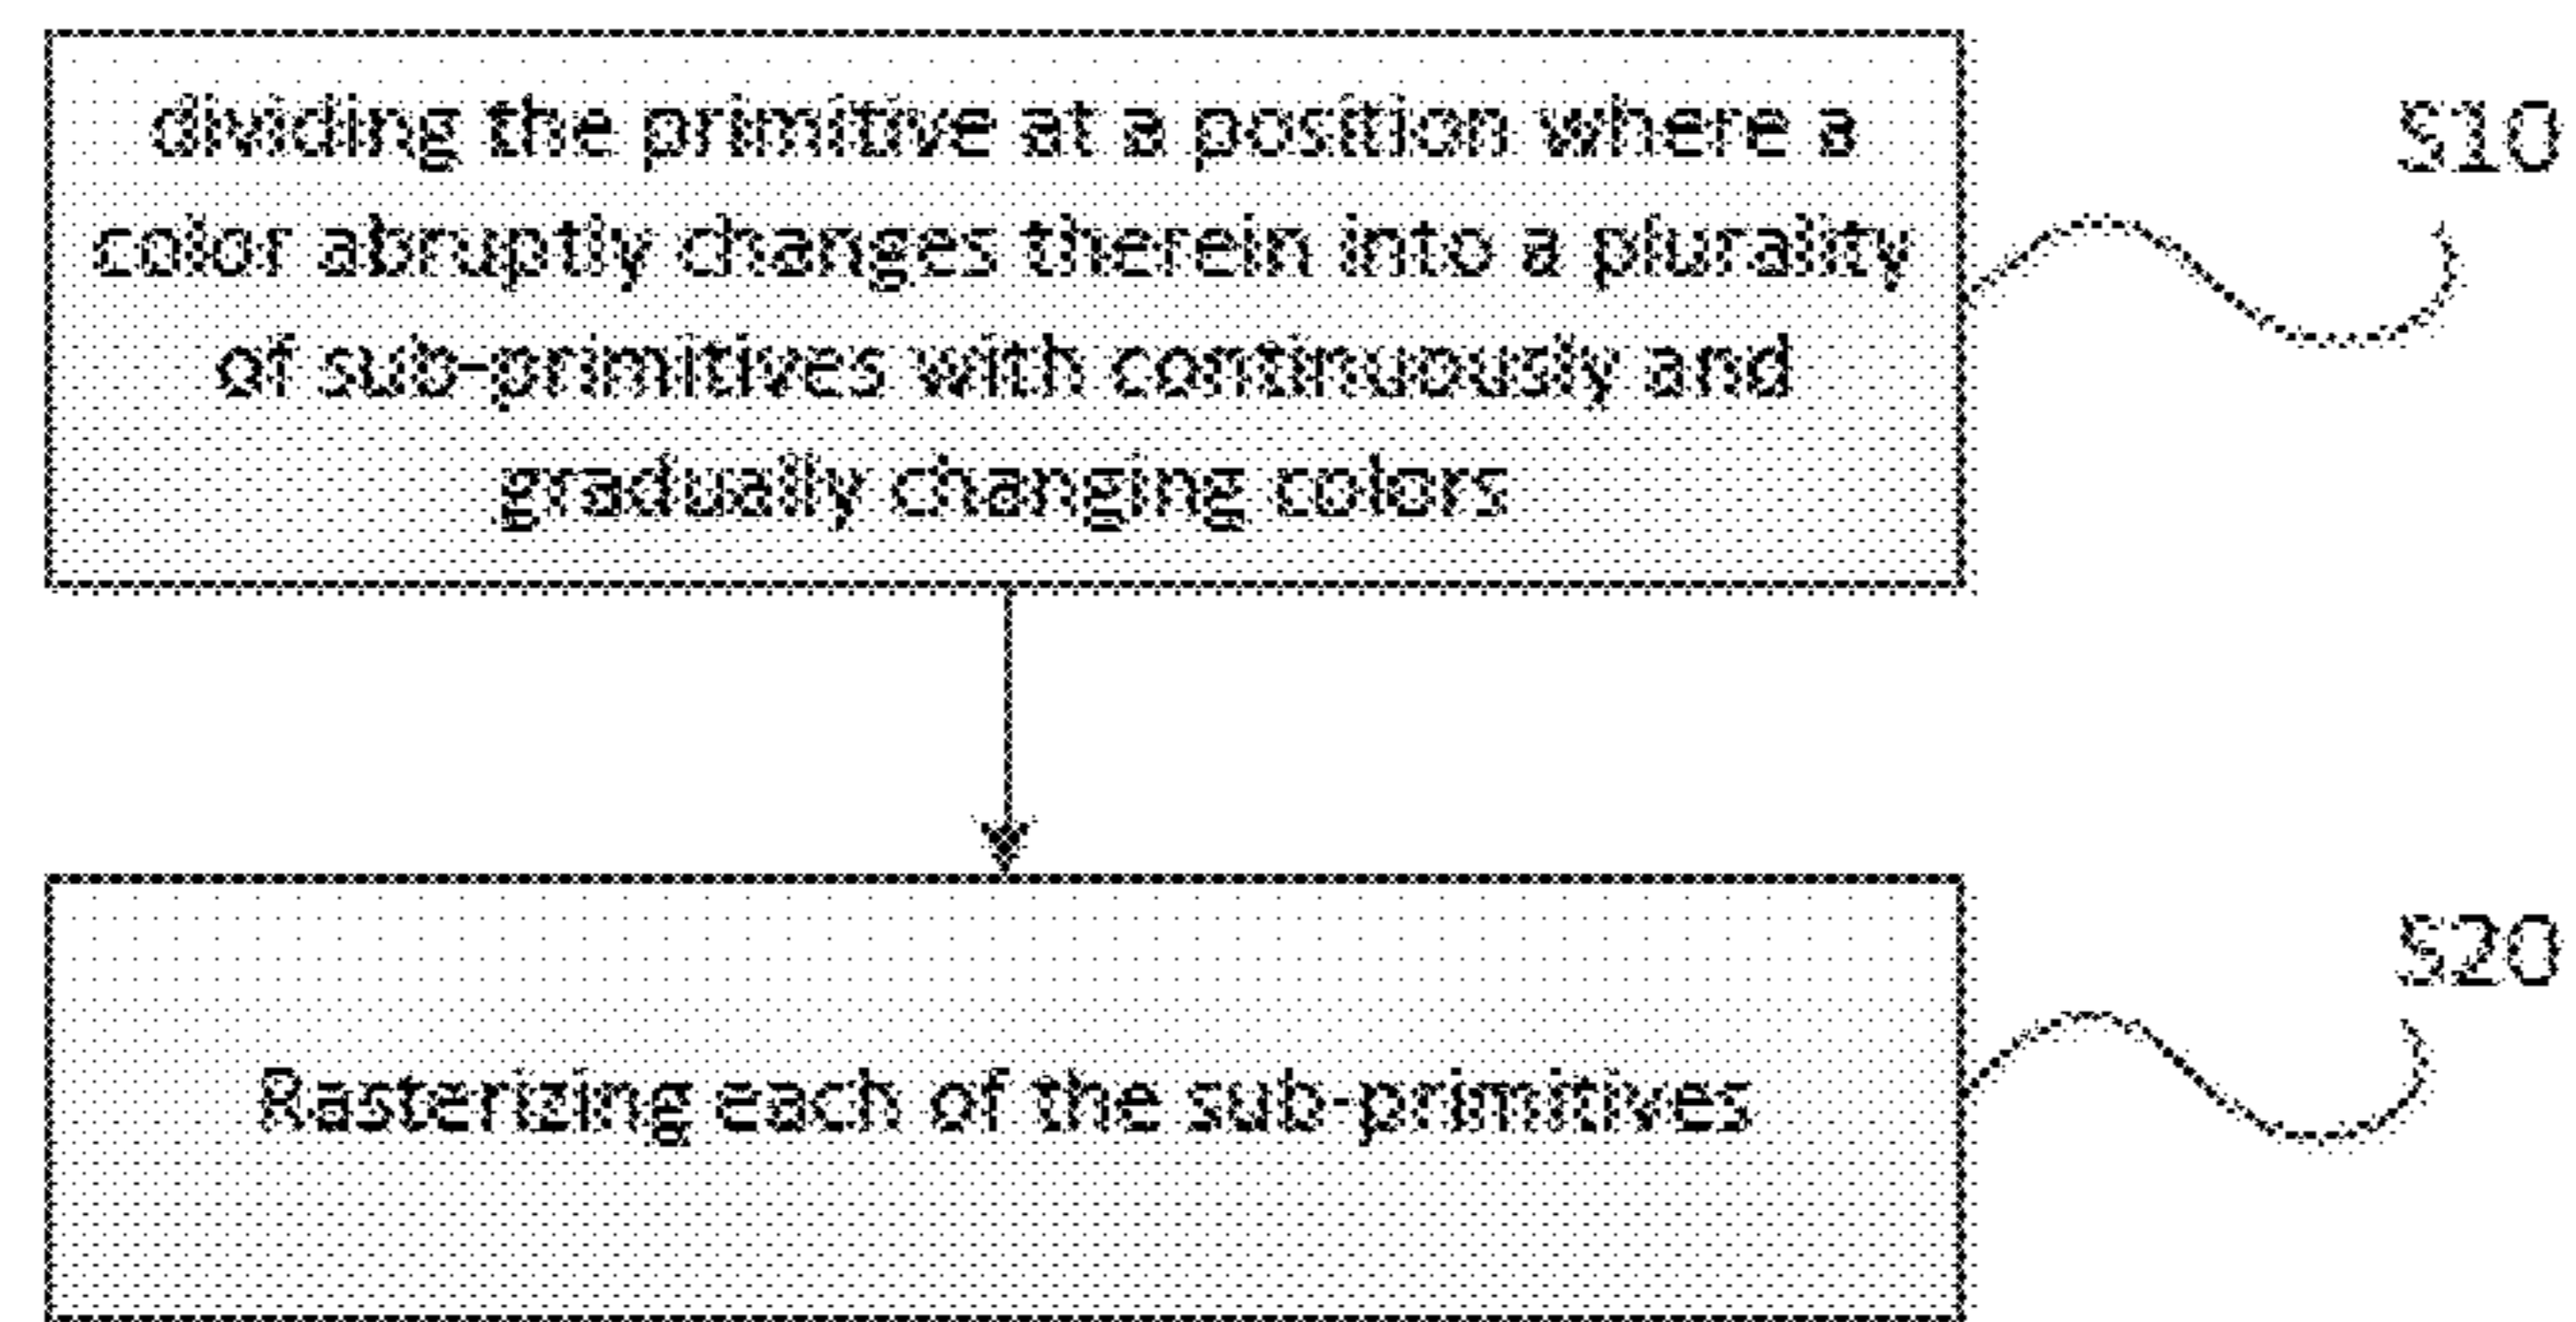 dividing the primitive at a position where a
color abruptly changes therein into a plurality
of sub-primitives with continuously and
gradually changing colors
S10
Rasterizing each of the sub-primitives
S20